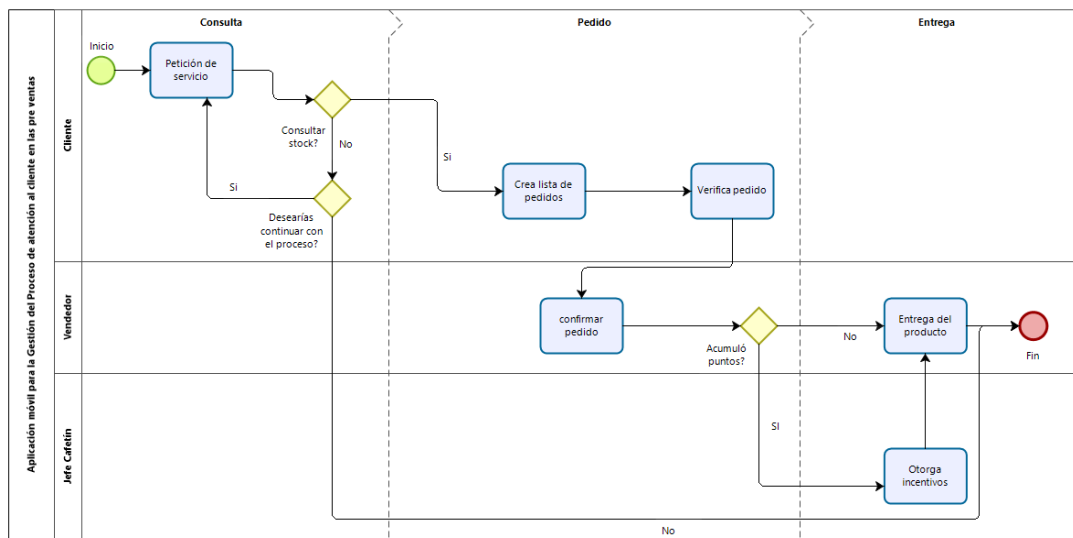 Aplicación móvil para la Gestión del Proceso de atención al cliente en las pre ventas
Consulta
Pedido
Entrega
Cliente
Inicio
Petición de
servicio
Consultar
stock?
No
Si
Si
Desearías
continuar con
el proceso?
Crea lista de
pedidos
Verifica pedido
Vendedor
confirmar
pedido
Acumuló
puntos?
No
Entrega del
producto
Fin
Jefe Cafetín
SI
Otorga
incentivos
No